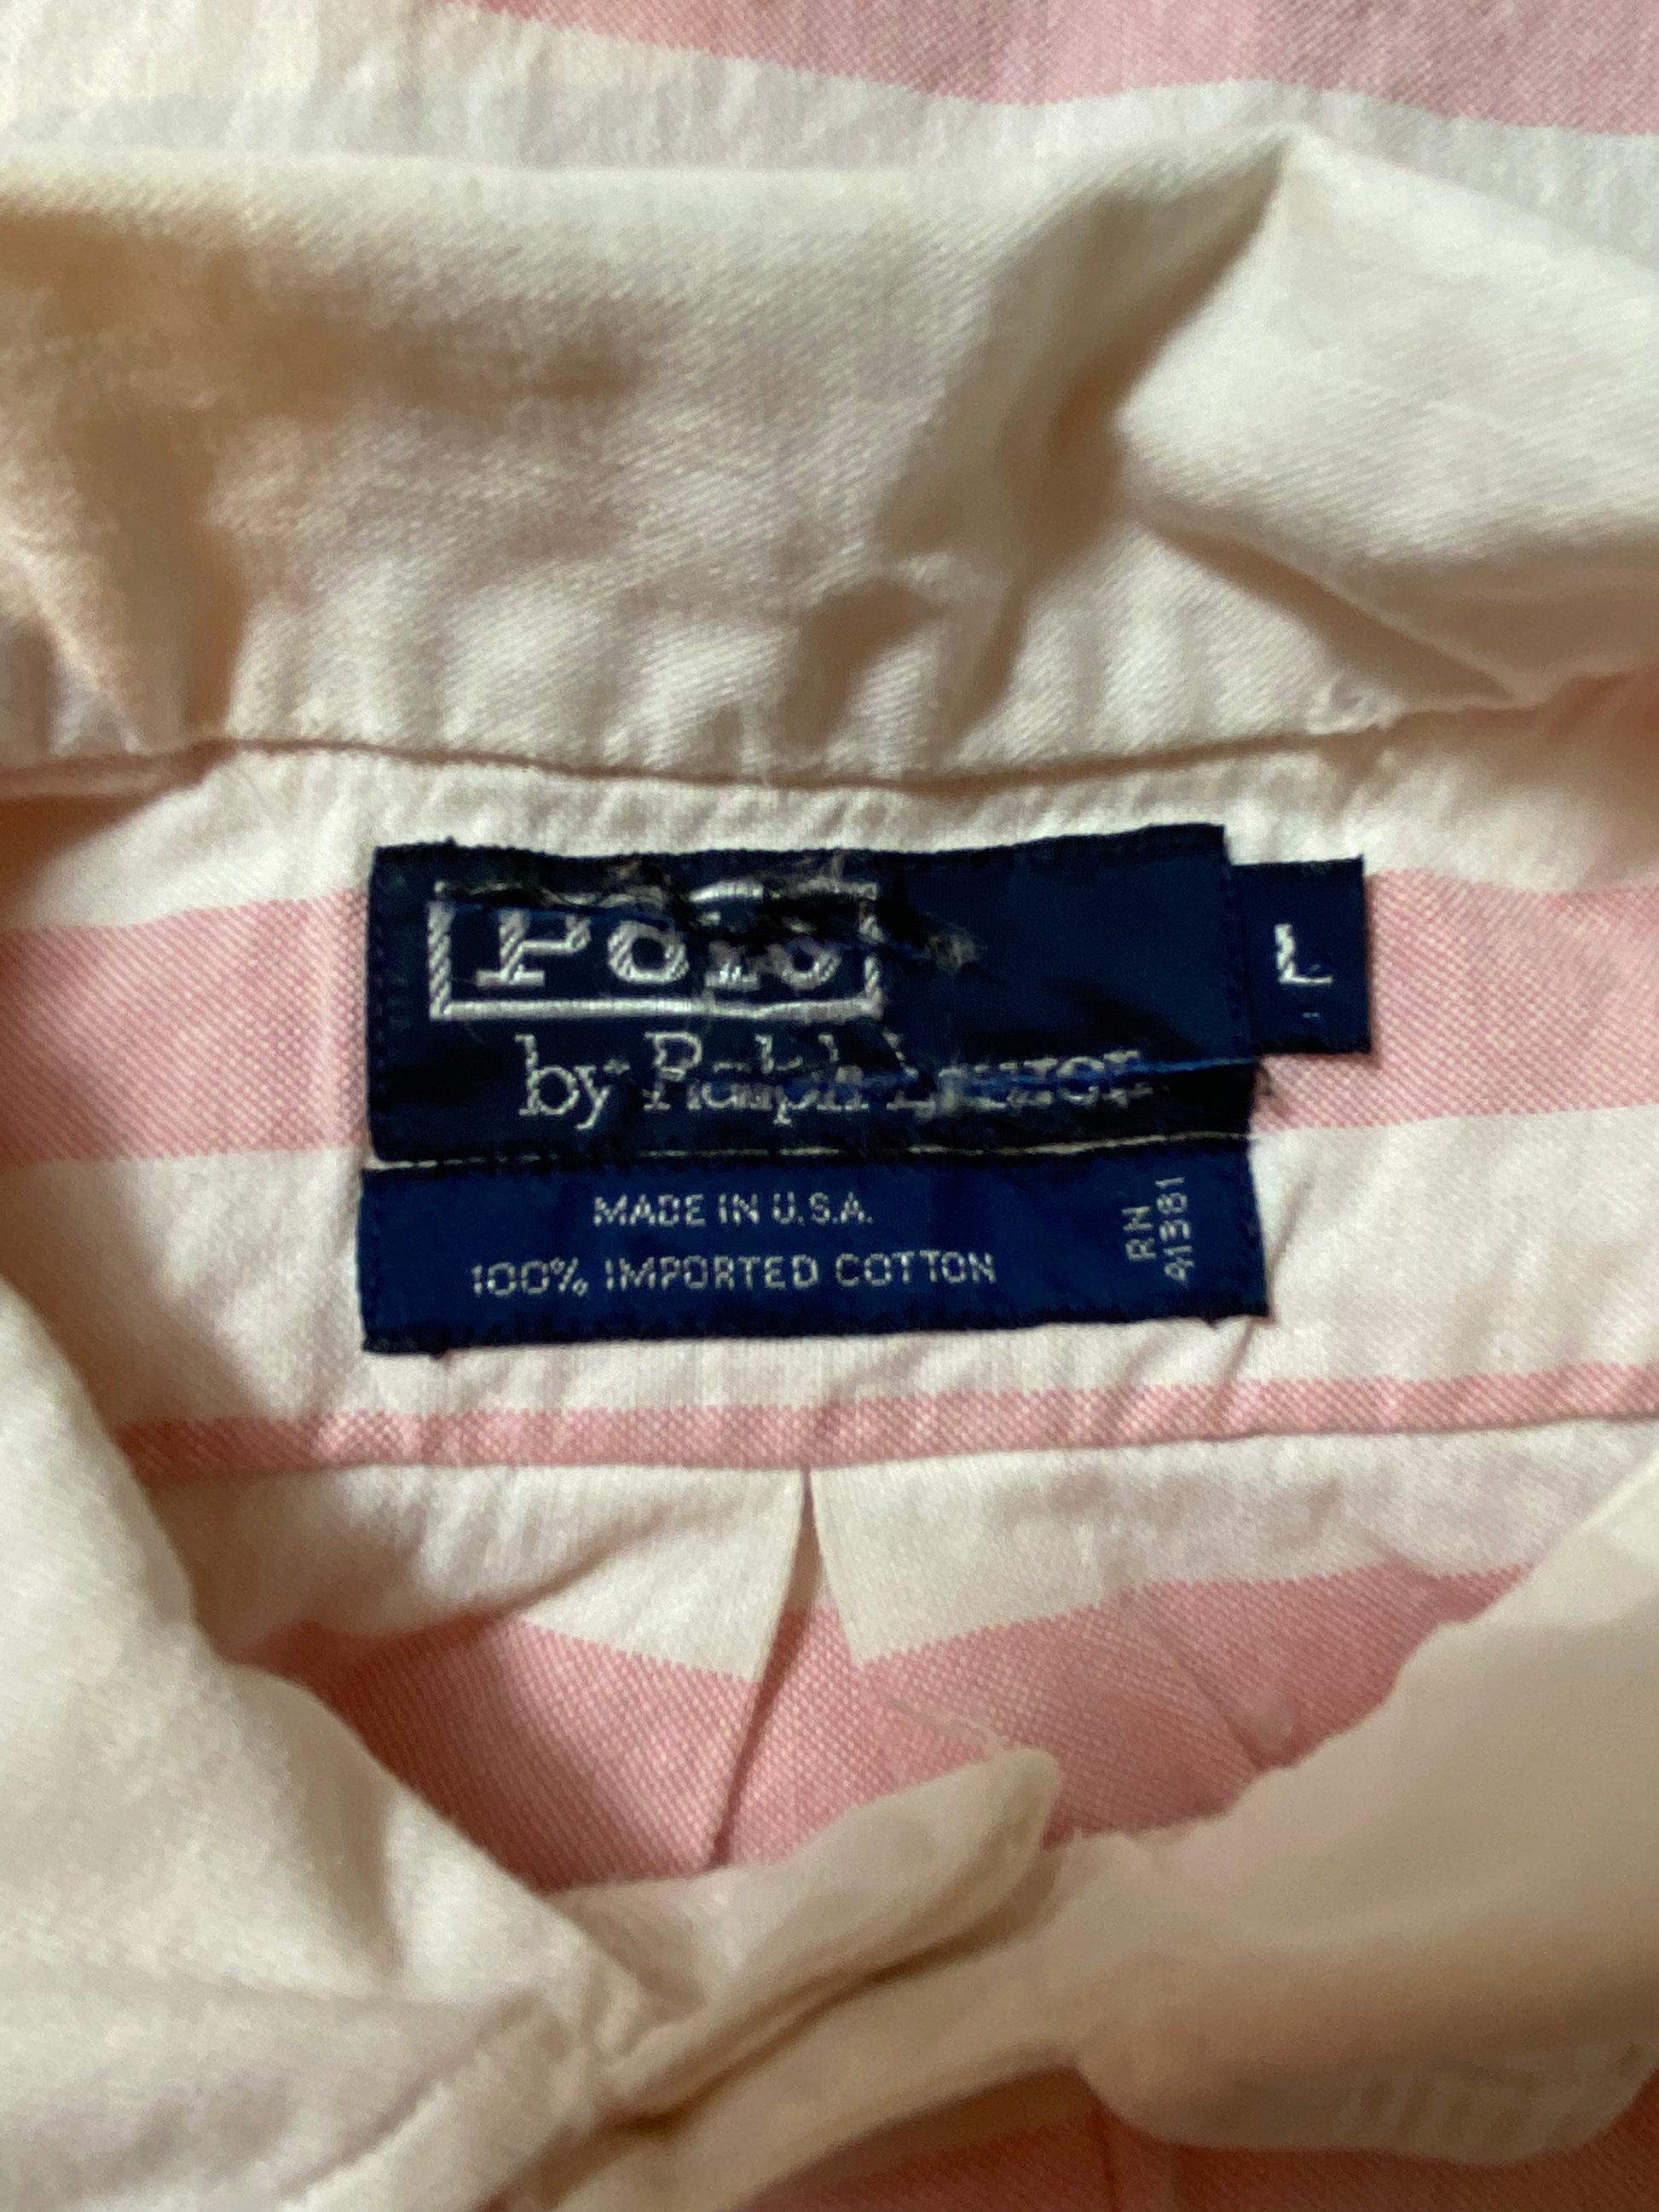 Polo
by Ralph Lauren
L
MADE IN U.S.A.
100% IMPORTED COTTON
RN
41381